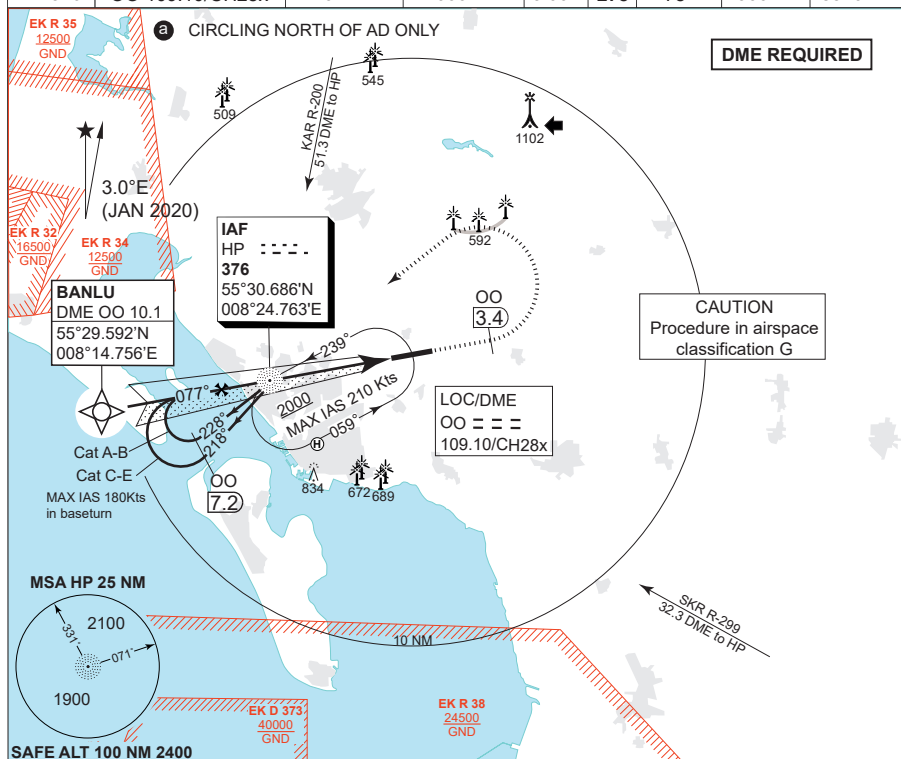 EK R 35
12500
GND
a CIRCLING NORTH OF AD ONLY
DME REQUIRED
545
509
1102
KAR R-200
51.3 DME to HP
3.0°E
(JAN 2020)
EK R 32
16500
GND
EK R 34
12500
GND
IAF
HP
376
55°30.686'N
008°24.763'E
592
BANLU
DME OO 10.1
55°29.592'N
008°14.756'E
OO
3.4
CAUTION
Procedure in airspace
classification G
239°
077°
2000
MAX IAS 210 Kts
059°
228°
218°
H
LOC/DME
OO
109.10/CH28x
Cat A-B
Cat C-E
MAX IAS 180Kts
in baseturn
OO
7.2
834
672
689
MSA HP 25 NM
2100
331°
071°
1900
SAFE ALT 100 NM 2400
SKR R-299
32.3 DME to HP
10 NM
EK D 373
40000
GND
EK R 38
24500
GND